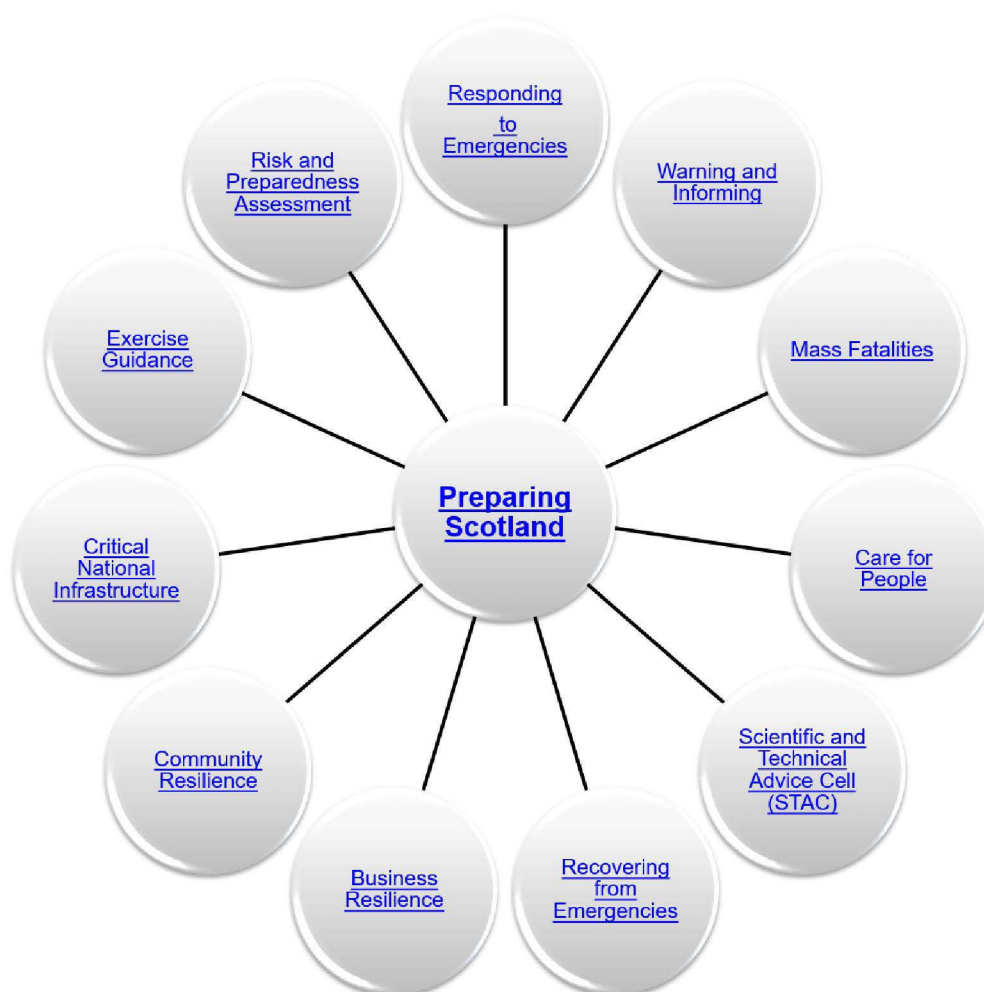 Responding
to
Emergencies
Warning and
Informing
Mass Fatalities
Care for
People
Scientific and
Technical
Advice Cell
(STAC)
Recovering
from
Emergencies
Business
Resilience
Community
Resilience
Critical
National
Infrastructure
Exercise
Guidance
Risk and
Preparedness
Assessment
Preparing
Scotland